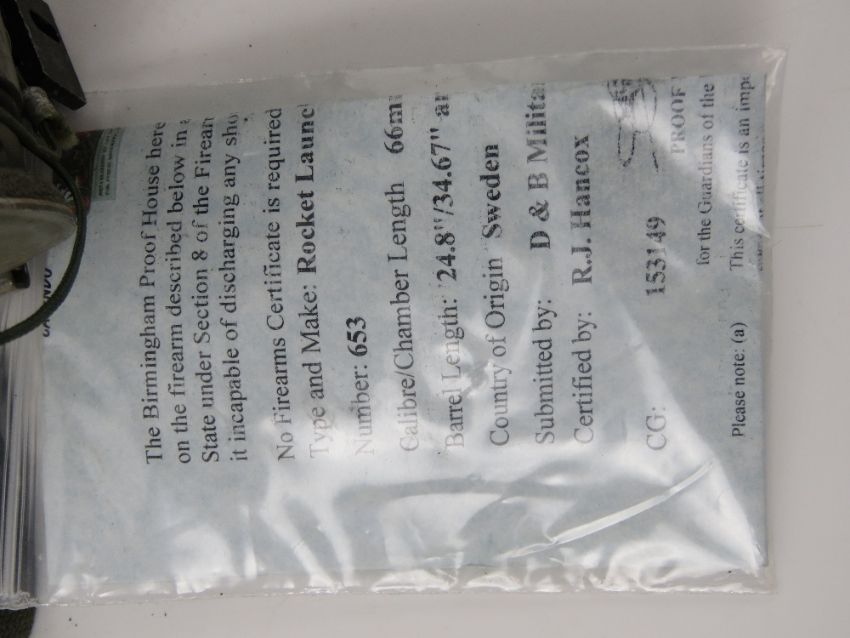 The Birmingham Proof House here
on the firearm described below in a
State under Section 8 of the Firear
it incapable of discharging any sho
No Firearms Certificate is required
Type and Make: Rocket Launc
Number: 653
Calibre/Chamber Length 66m
Barrel Length: 24.8"/34.67" ar
Country of Origin Sweden
Submitted by: D & B Milita
Certified by: R.J. Hancox
CG: 153149
PROOF
for the Guardians of the
Please note: (a) This certificate is an impo